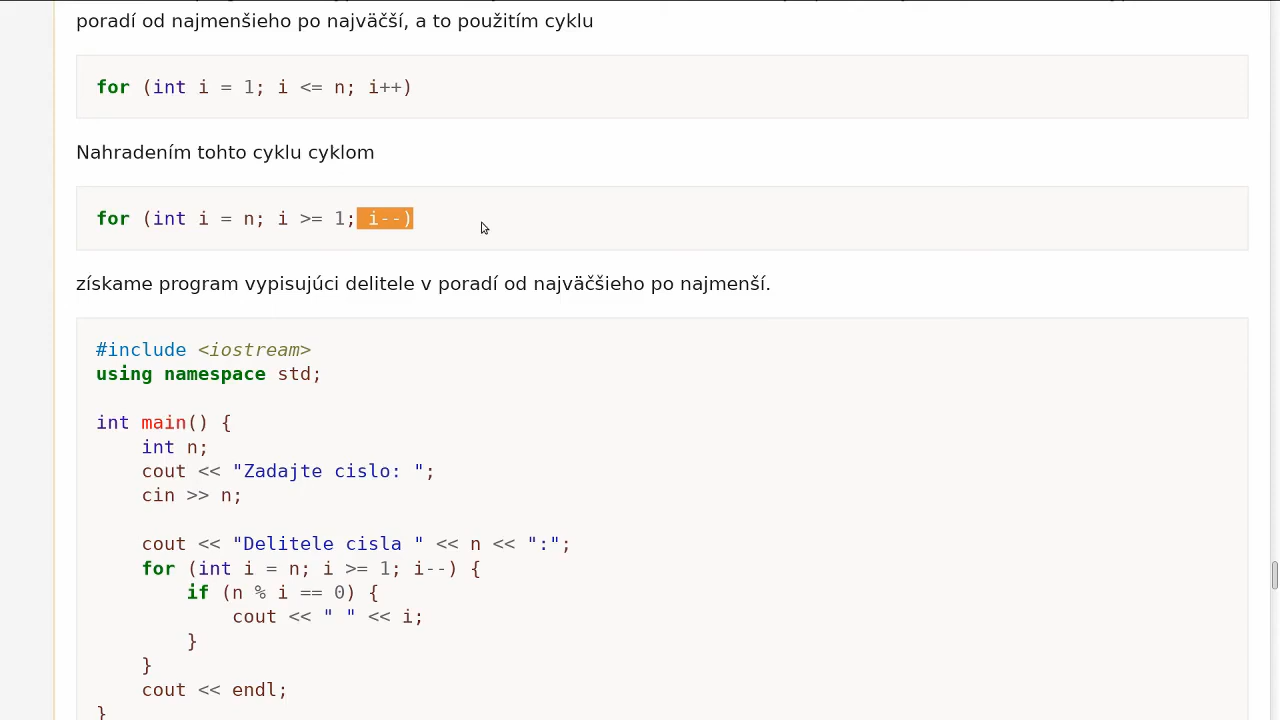 poradí od najmenšieho po najväčší, a to použitím cyklu
for (int i = 1; i <= n; i++)
Nahradením tohto cyklu cyklom
for (int i = n; i >= 1; i--)
získame program vypisujúci delitele v poradí od najväčšieho po najmenší.
#include <iostream>
using namespace std;
int main() {
    int n;
    cout << "Zadajte cislo: ";
    cin >> n;
    cout << "Delitele cisla " << n << ":";
    for (int i = n; i >= 1; i--) {
        if (n % i == 0) {
            cout << " " << i;
        }
    }
    cout << endl;
}